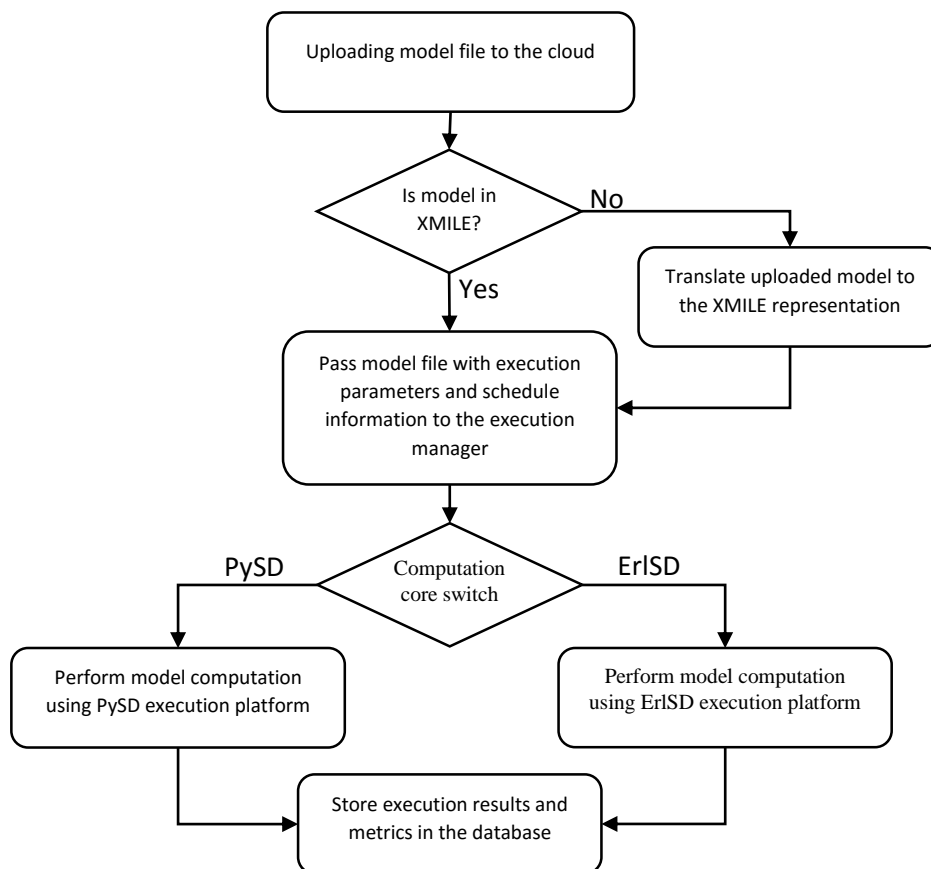 Uploading model file to the cloud
Is model in
XMILE?
No
Yes
Translate uploaded model to
the XMILE representation
Pass model file with execution
parameters and schedule
information to the execution
manager
Computation
core switch
PySD
ErlSD
Perform model computation
using PySD execution platform
Perform model computation
using ErlSD execution platform
Store execution results and
metrics in the database